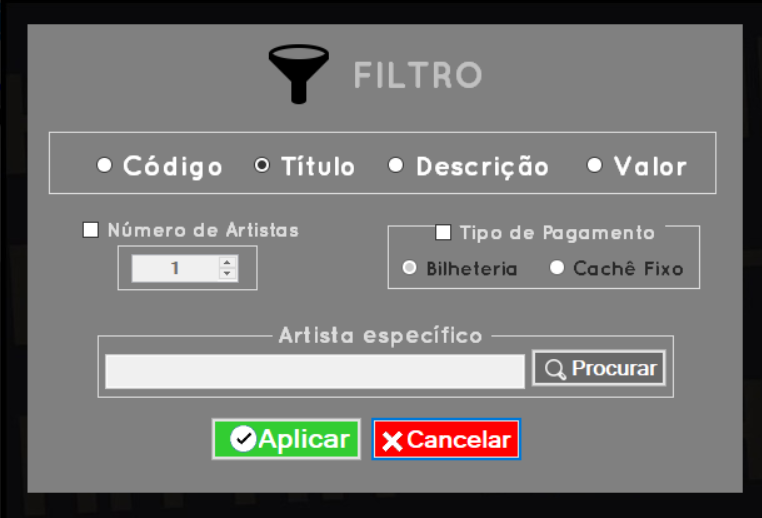 FILTRO
Código Título Descrição Valor
Número de Artistas
Tipo de Pagamento
1
Bilheteria Cachê Fixo
Artista específico
Procurar
Aplicar Cancelar